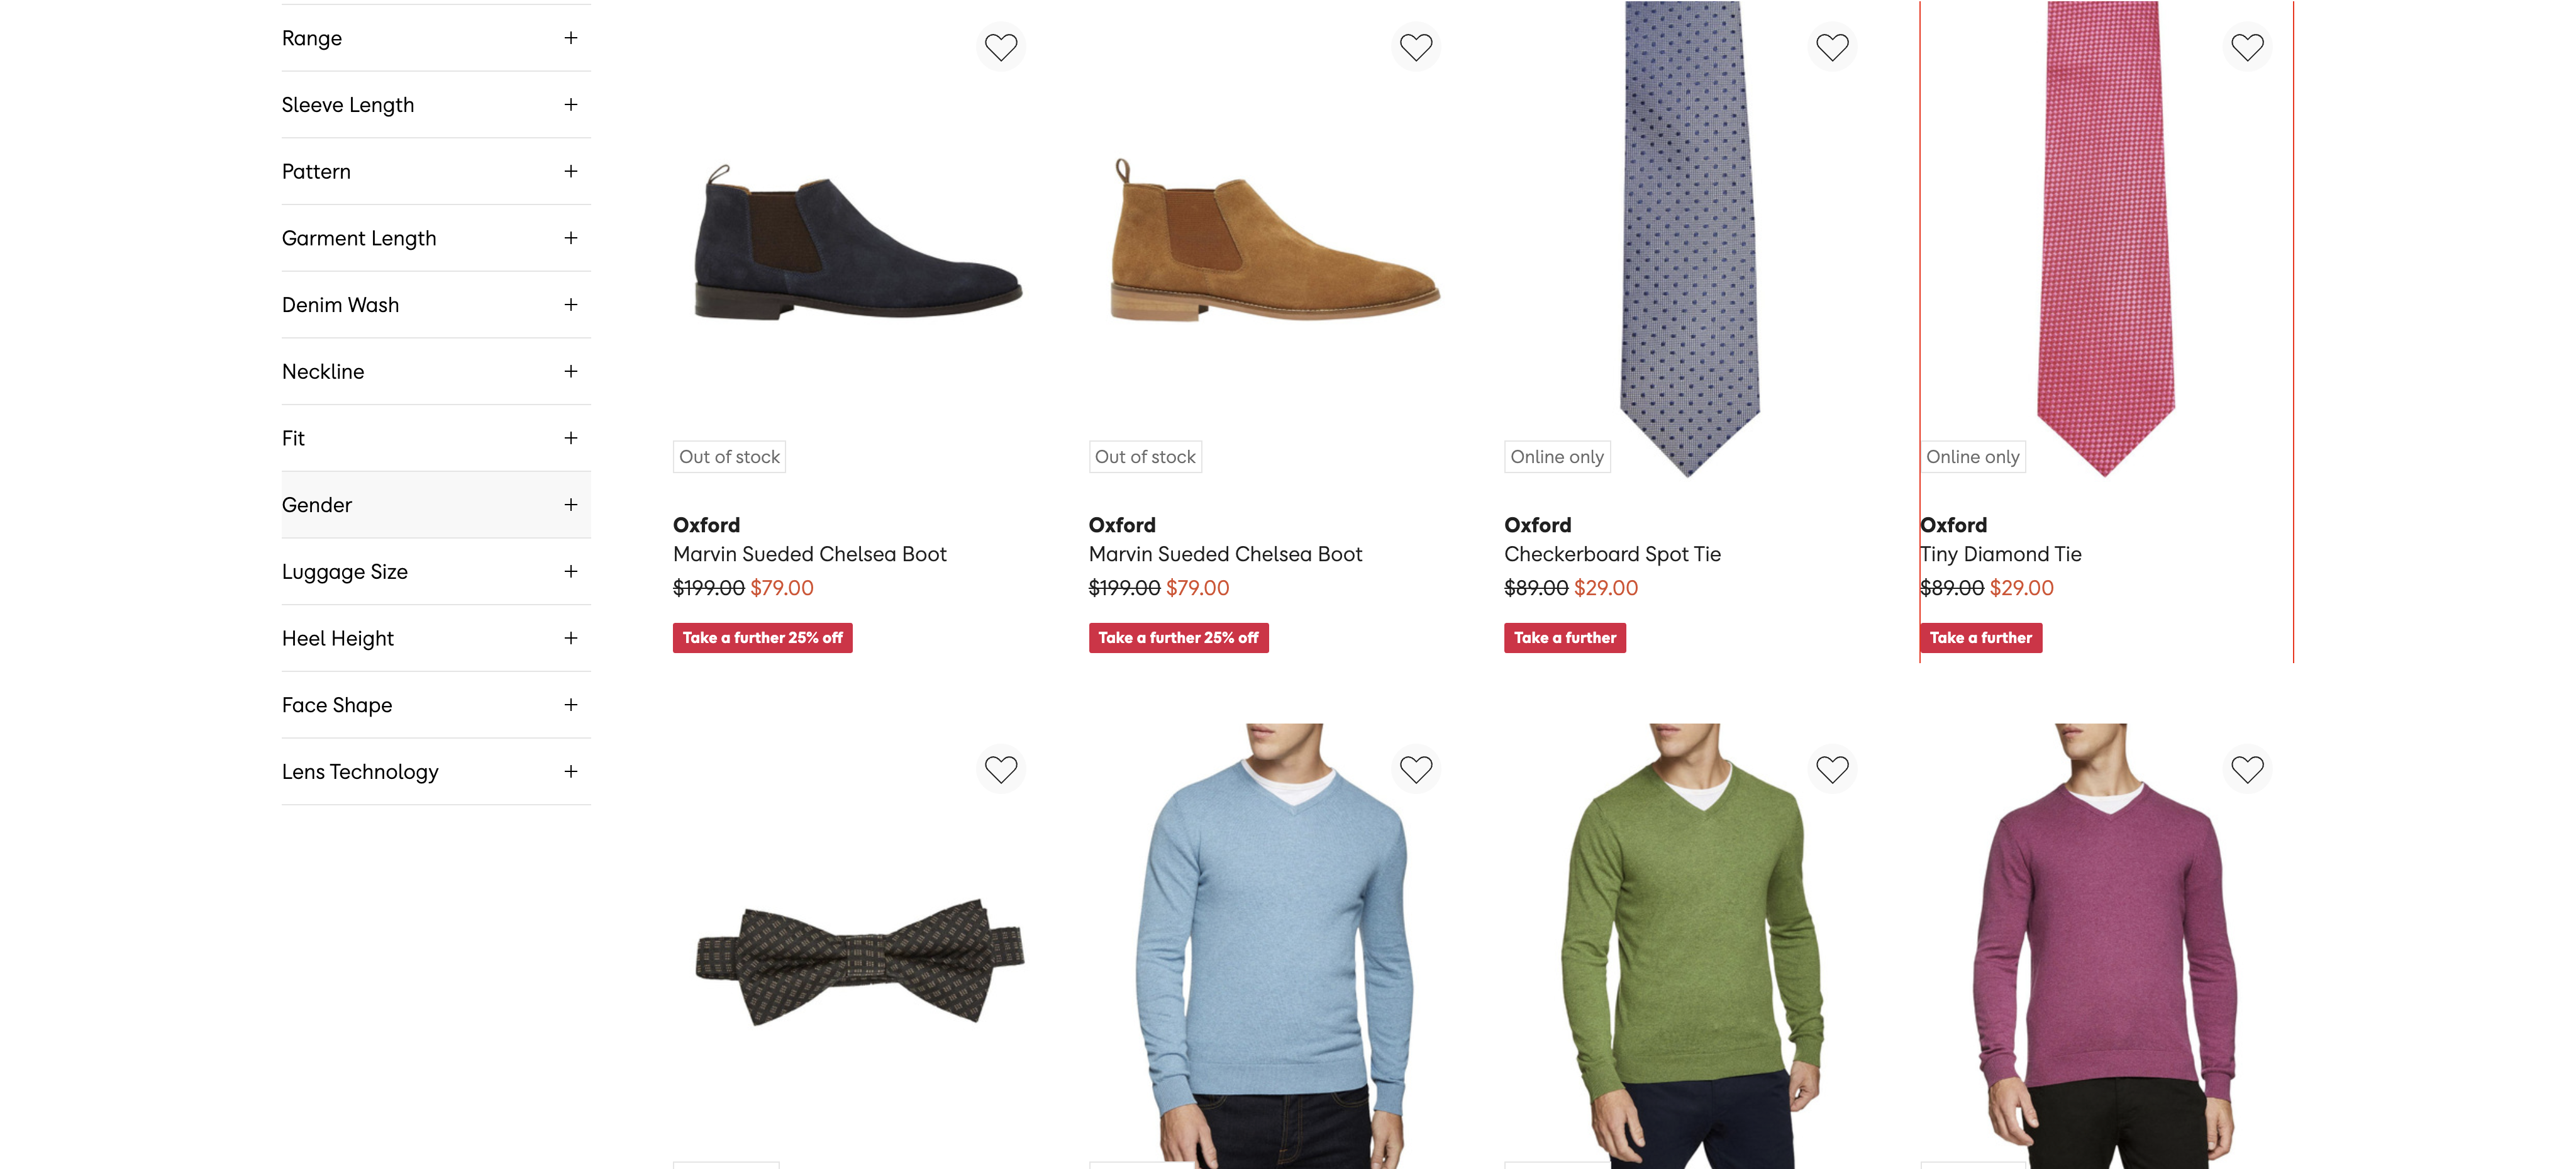 Range
Sleeve Length
Pattern
Garment Length
Denim Wash
Neckline
Fit
Gender
Luggage Size
Heel Height
Face Shape
Lens Technology
Out of stock
Oxford
Marvin Sueded Chelsea Boot
$199.00 $79.00
Take a further 25% off
Out of stock
Oxford
Marvin Sueded Chelsea Boot
$199.00 $79.00
Take a further 25% off
Online only
Oxford
Checkerboard Spot Tie
$89.00 $29.00
Take a further
Online only
Oxford
Tiny Diamond Tie
$89.00 $29.00
Take a further